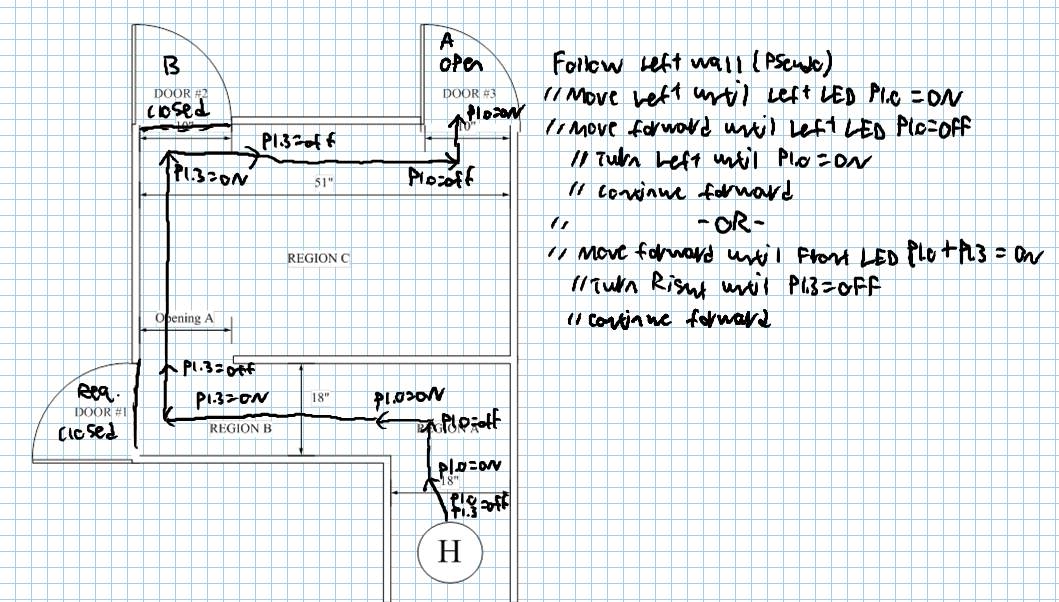 A
open
DOOR #3
P1.0=ON
10"
B
DOOR #2
Closed
10"
P1.3=off
P1.3=ON
P1.0=off
51"
REGION C
Opening A
P1.3=off
Req.
DOOR #1
Closed
P1.3=ON
18"
P1.0=ON
REGION B
P1.0=off
REGION A
P1.0=ON
18"
P1.0
P1.3 =off
H
Follow Left wall (Pseudo)
// Move Left until Left LED P1.0 = ON
// Move forward until Left LED P1.0=OFF
// Turn Left until P1.0 = ON
// continue forward
// -OR-
// Move forward until Front LED P1.0 + P1.3 = ON
// Turn Right until P1.3=OFF
// continue forward